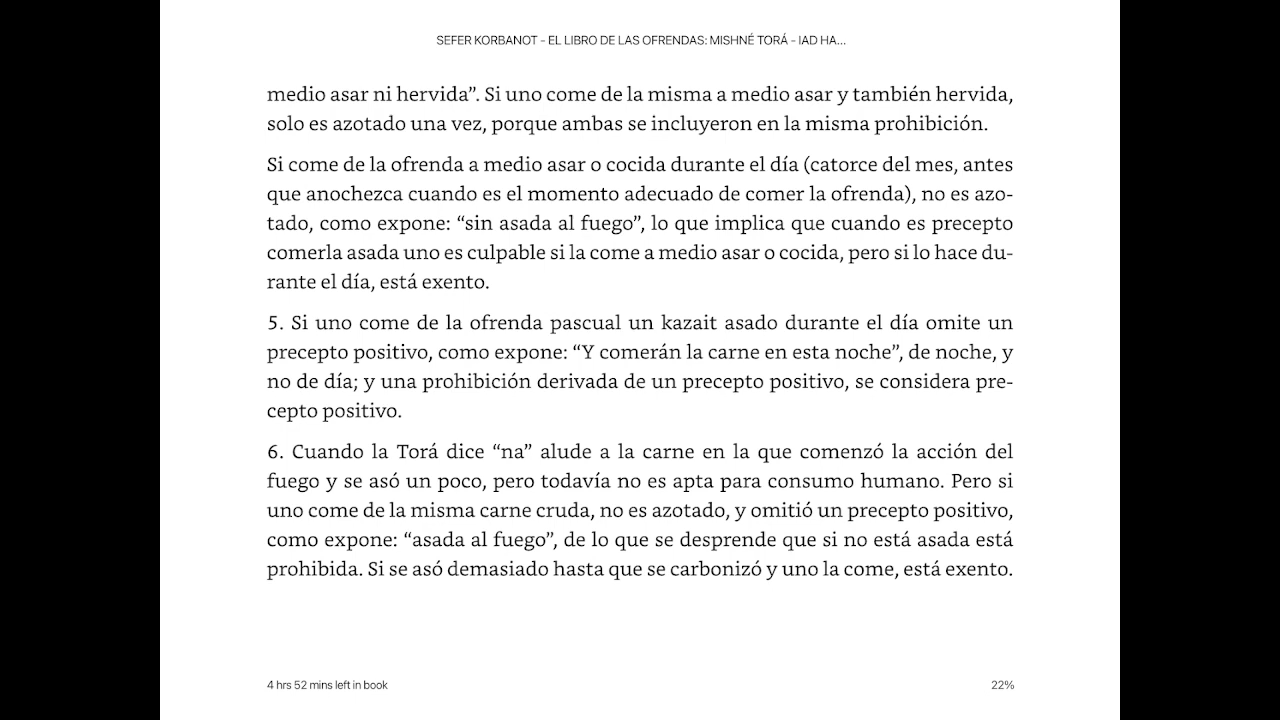 SEFER KORBANOT - EL LIBRO DE LAS OFRENDAS: MISHNÉ TORÁ - IAD HA...
medio asar ni hervida”. Si uno come de la misma a medio asar y también hervida,
solo es azotado una vez, porque ambas se incluyeron en la misma prohibición.
Si come de la ofrenda a medio asar o cocida durante el día (catorce del mes, antes
que anochezca cuando es el momento adecuado de comer la ofrenda), no es azo-
tado, como expone: “sin asada al fuego”, lo que implica que cuando es precepto
comerla asada uno es culpable si la come a medio asar o cocida, pero si lo hace du-
rante el día, está exento.
5. Si uno come de la ofrenda pascual un kazait asado durante el día omite un
precepto positivo, como expone: “Y comerán la carne en esta noche”, de noche, y
no de día; y una prohibición derivada de un precepto positivo, se considera pre-
cepto positivo.
6. Cuando la Torá dice “na” alude a la carne en la que comenzó la acción del
fuego y se asó un poco, pero todavía no es apta para consumo humano. Pero si
uno come de la misma carne cruda, no es azotado, y omitió un precepto positivo,
como expone: “asada al fuego”, de lo que se desprende que si no está asada está
prohibida. Si se asó demasiado hasta que se carbonizó y uno la come, está exento.
4 hrs 52 mins left in book
22%